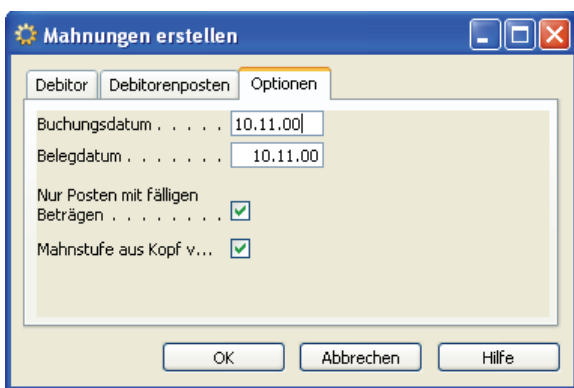 Mahnungen erstellen
Debitor Debitorenposten Optionen
Buchungsdatum . . . . . 10.11.00
Belegdatum . . . . . . . 10.11.00
Nur Posten mit fälligen
Beträgen . . . . . . . .
Mahnstufe aus Kopf v...
OK Abbrechen Hilfe